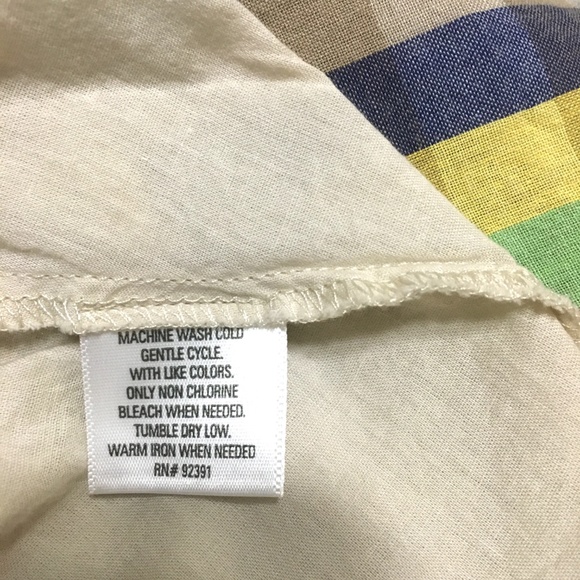 MACHINE WASH COLD
GENTLE CYCLE.
WITH LIKE COLORS.
ONLY NON CHLORINE
BLEACH WHEN NEEDED.
TUMBLE DRY LOW.
WARM IRON WHEN NEEDED
RN# 92391